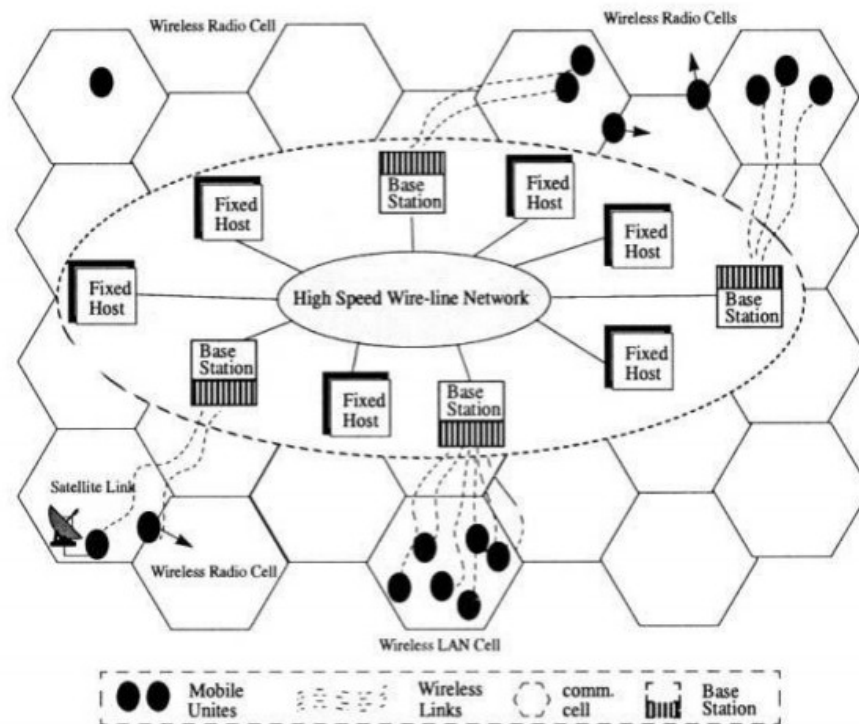 Wireless Radio Cell
Wireless Radio Cells
Base
Station
Fixed
Host
Fixed
Host
Fixed
Host
Fixed
Host
High Speed Wire-line Network
Base
Station
Base
Station
Fixed
Host
Fixed
Host
Base
Station
Satellite Link
Wireless Radio Cell
Wireless LAN Cell
Mobile
Unites
Wireless
Links
comm.
cell
Base
Station